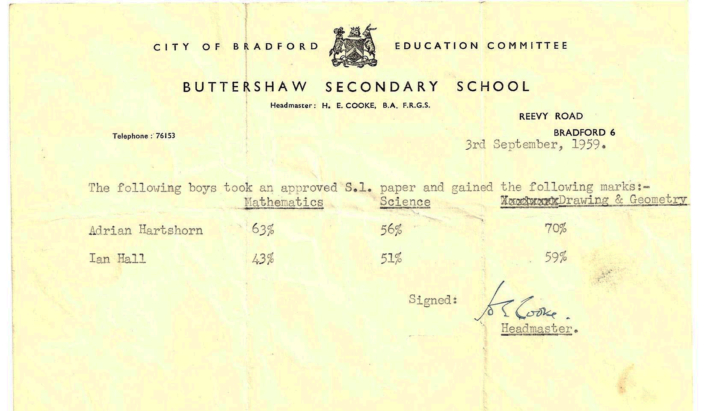 CITY OF BRADFORD EDUCATION COMMITTEE
BUTTERSHAW SECONDARY SCHOOL
Headmaster: H. E. COOKE, B.A, F.R.G.S.
REEVY ROAD
Telephone: 76153 BRADFORD 6
3rd September, 1959.
The following boys took an approved S.1. paper and gained the following marks:-
Mathematics Science Drawing & Geometry
Adrian Hartshorn 63% 56% 70%
Ian Hall 43% 51% 59%
Signed: H E Cooke.
Headmaster.